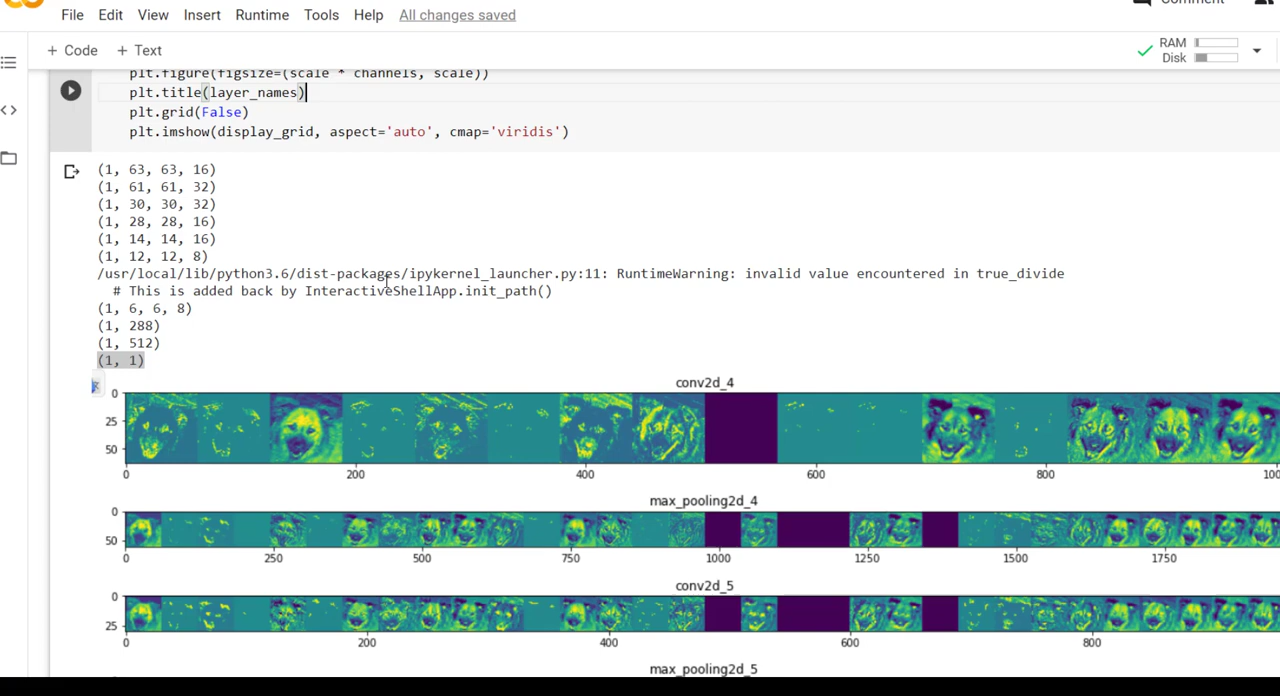 Comment
File Edit View Insert Runtime Tools Help All changes saved
+ Code + Text
RAM
Disk
plt.figure(figsize=(scale * channels, scale))
plt.title(layer_names)
plt.grid(False)
plt.imshow(display_grid, aspect='auto', cmap='viridis')
(1, 63, 63, 16)
(1, 61, 61, 32)
(1, 30, 30, 32)
(1, 28, 28, 16)
(1, 14, 14, 16)
(1, 12, 12, 8)
/usr/local/lib/python3.6/dist-packages/ipykernel_launcher.py:11: RuntimeWarning: invalid value encountered in true_divide
# This is added back by InteractiveShellApp.init_path()
(1, 6, 6, 8)
(1, 288)
(1, 512)
(1, 1)
conv2d_4
0
25
50
0 200 400 600 800 100
max_pooling2d_4
0
50
0 250 500 750 1000 1250 1500 1750
conv2d_5
0
25
0 200 400 600 800
max_pooling2d_5